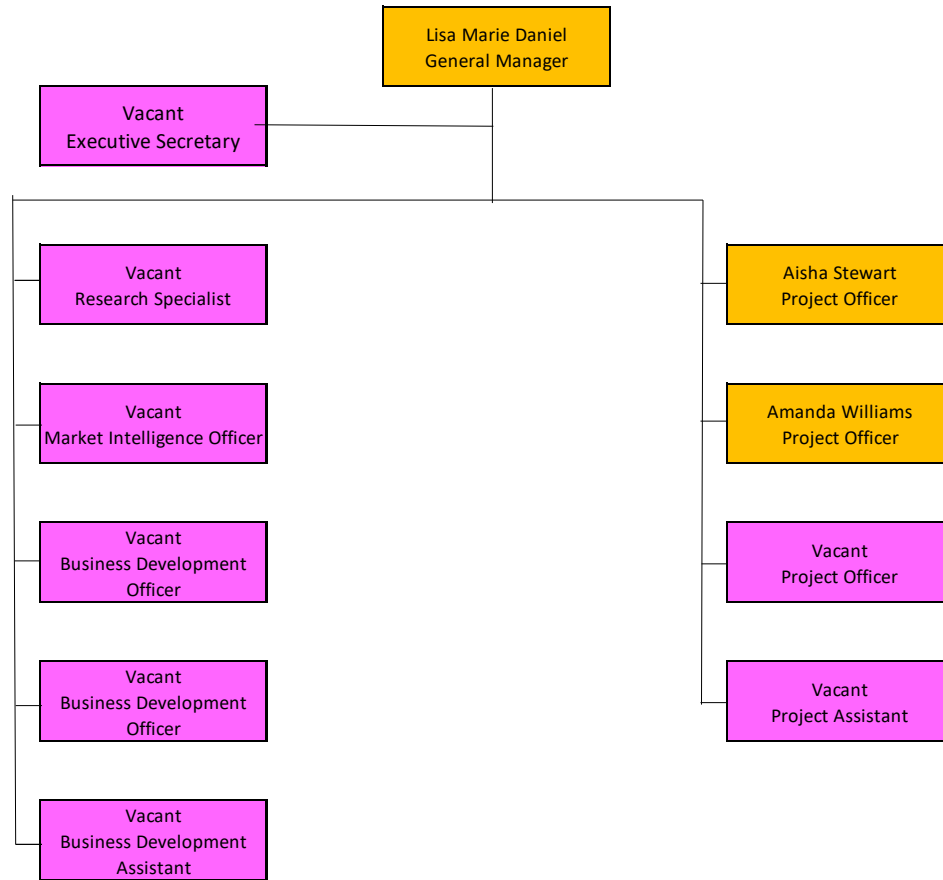 Lisa Marie Daniel
General Manager
Vacant
Executive Secretary
Vacant
Research Specialist
Vacant
Market Intelligence Officer
Vacant
Business Development
Officer
Vacant
Business Development
Officer
Vacant
Business Development
Assistant
Aisha Stewart
Project Officer
Amanda Williams
Project Officer
Vacant
Project Officer
Vacant
Project Assistant